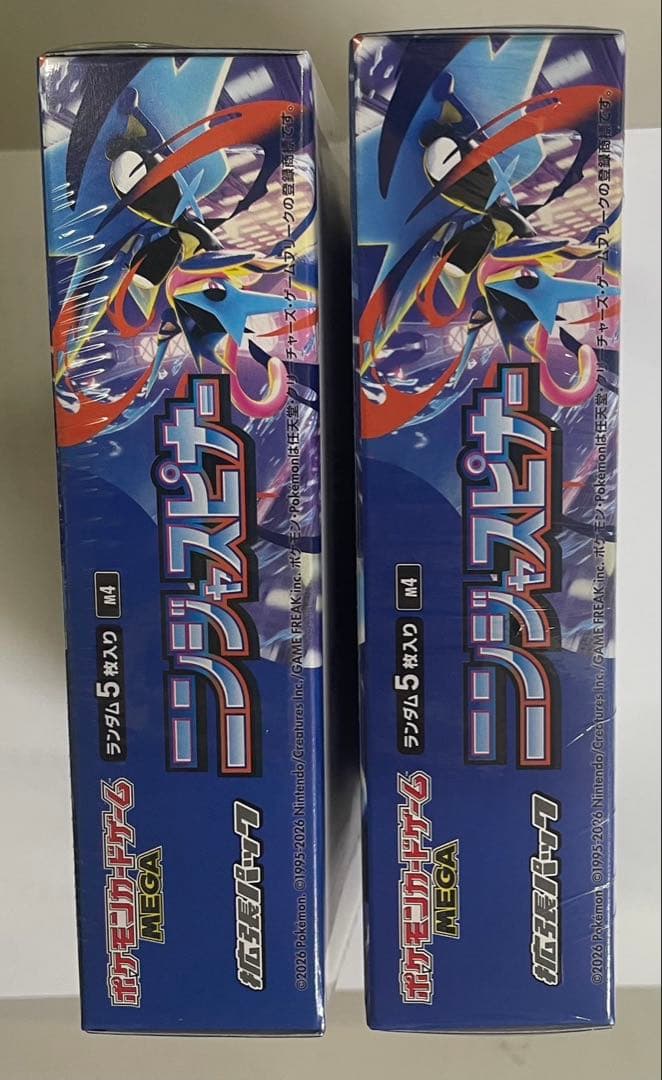 ポケモンカードゲーム
MEGA
ランダム5枚入り
M4
ニンジャスピナー
拡張パック
©2026 Pokémon. ©1995-2026 Nintendo/Creatures Inc./GAME FREAK inc. ポケモン・Pokémonは任天堂・クリーチャーズ・ゲームフリークの登録商標です。
ポケモンカードゲーム
MEGA
ランダム5枚入り
M4
ニンジャスピナー
拡張パック
©2026 Pokémon. ©1995-2026 Nintendo/Creatures Inc./GAME FREAK inc. ポケモン・Pokémonは任天堂・クリーチャーズ・ゲームフリークの登録商標です。